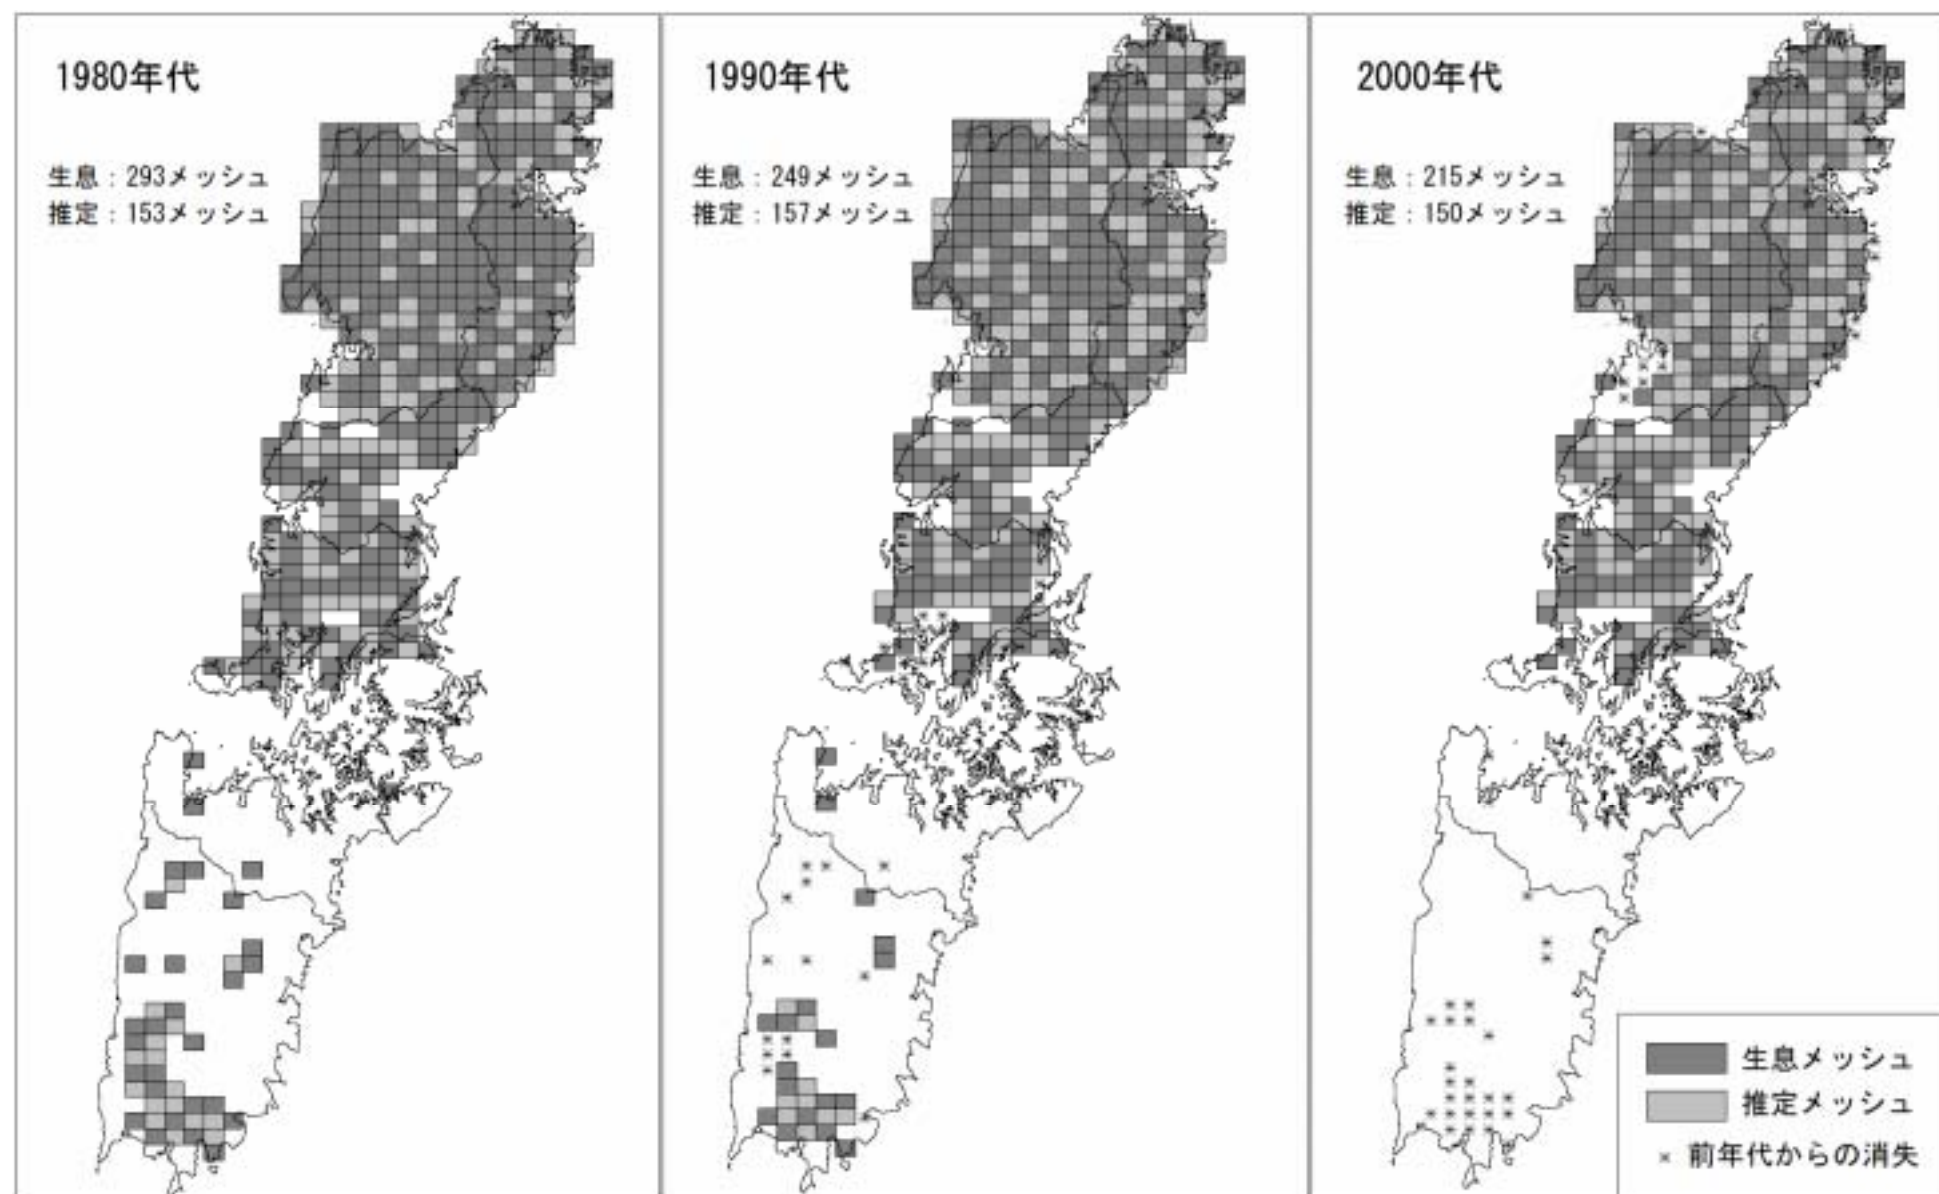 1980年代
生息：293メッシュ
推定：153メッシュ
1990年代
生息：249メッシュ
推定：157メッシュ
2000年代
生息：215メッシュ
推定：150メッシュ
生息メッシュ
推定メッシュ
* 前年代からの消失